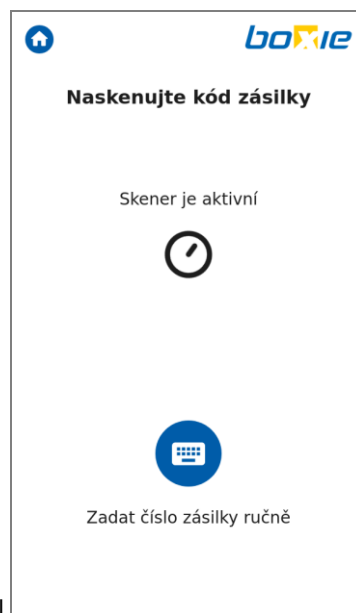 boxie
Naskenujte kód zásilky
Skener je aktivní
Zadat číslo zásilky ručně